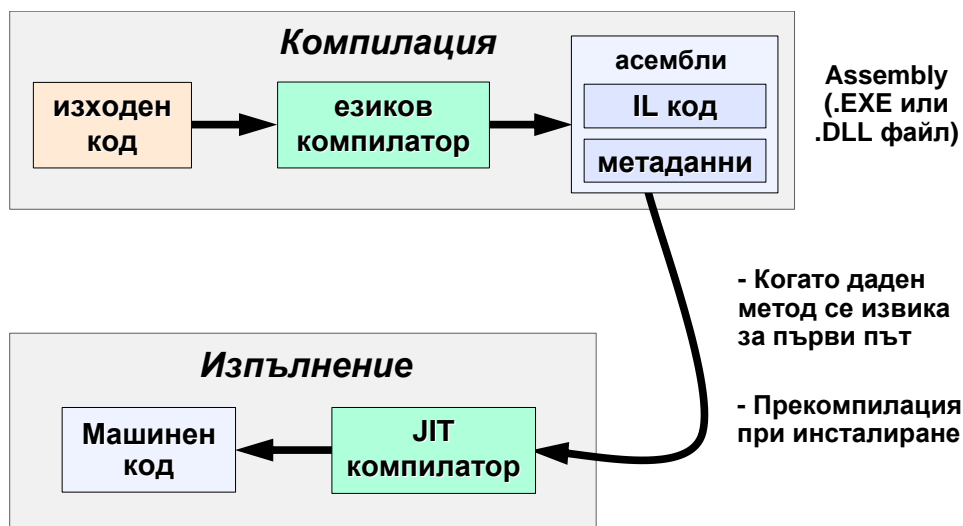 Компилация
изходен
код
езиков
компилатор
асембли
IL код
метаданни
Assembly
(.EXE или
.DLL файл)
- Когато даден
метод се извика
за първи път
- Прекомпилация
при инсталиране
Изпълнение
Машинен
код
JIT
компилатор